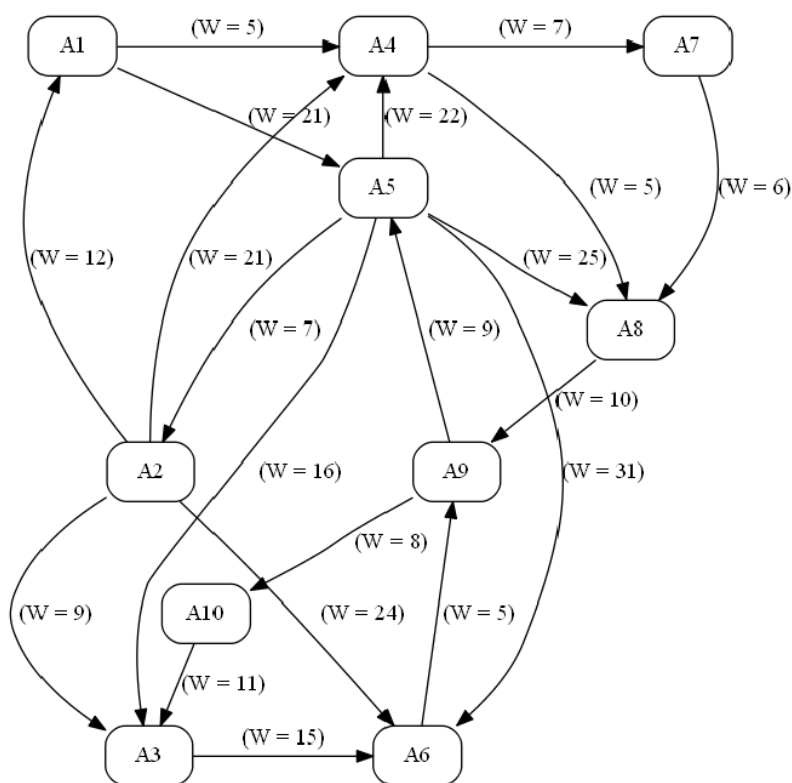 (W = 5)
(W = 7)
A1
A4
A7
(W = 21)
(W = 22)
A5
(W = 5)
(W = 6)
(W = 12)
(W = 21)
(W = 25)
(W = 7)
(W = 9)
A8
(W = 10)
A2
(W = 16)
A9
(W = 31)
(W = 8)
A10
(W = 9)
(W = 24)
(W = 5)
(W = 11)
(W = 15)
A3
A6